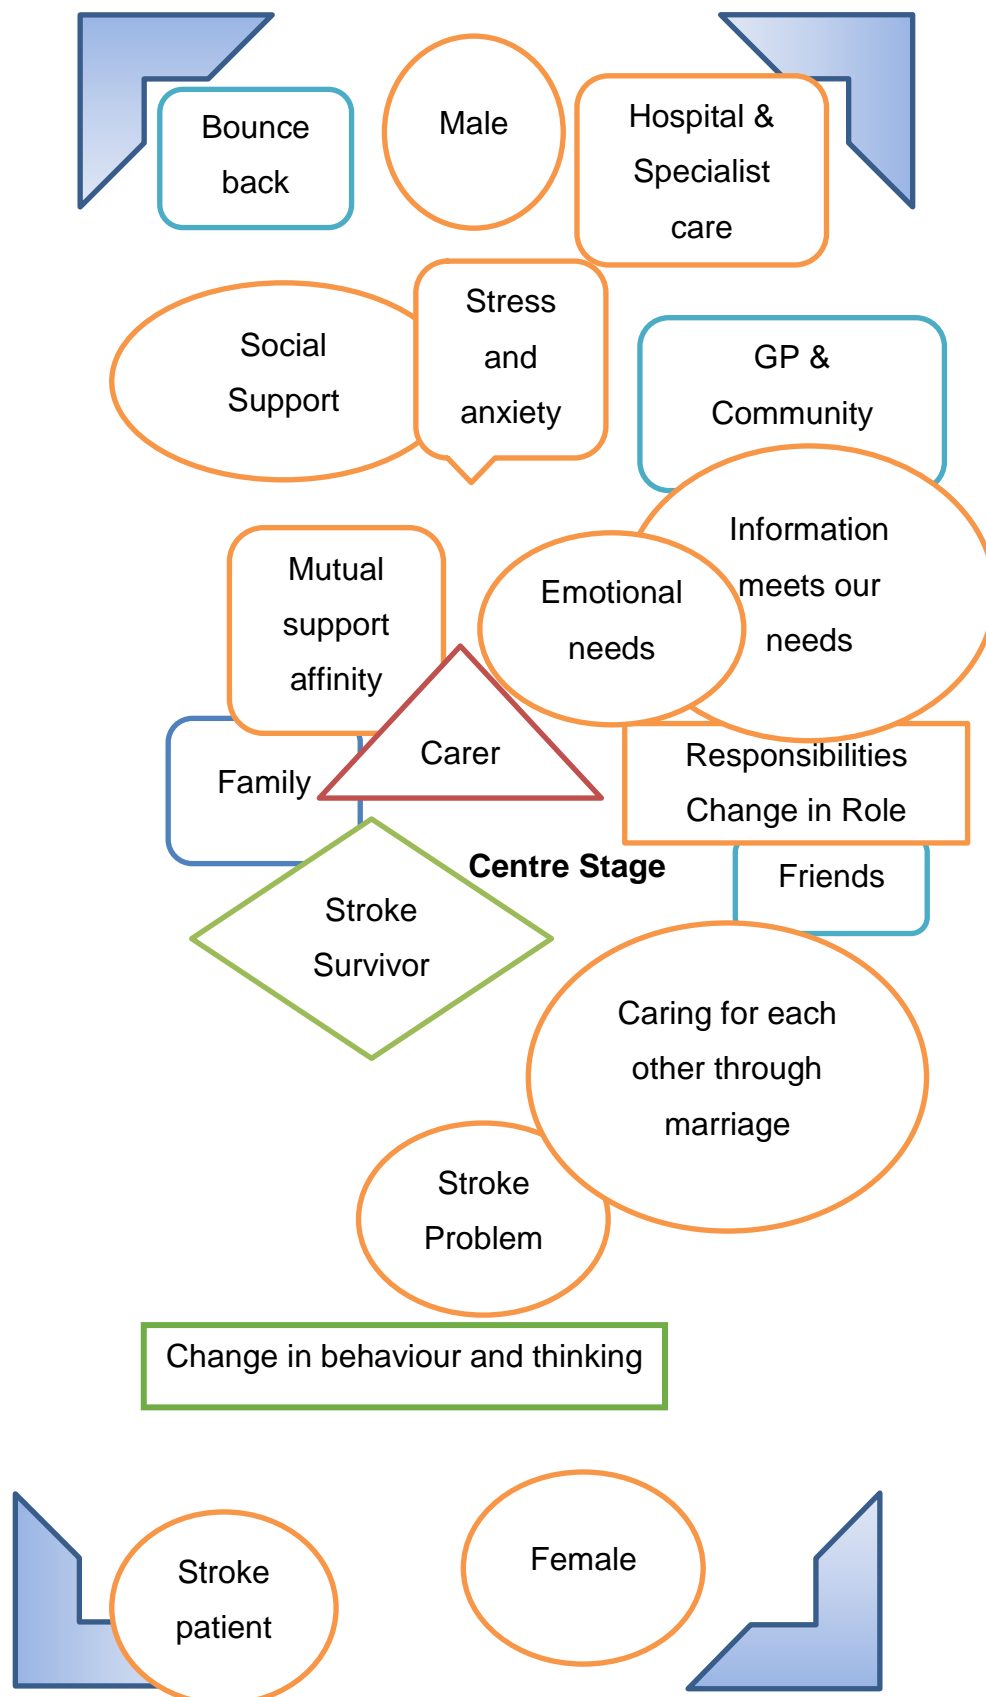 Bounce
back
Male
Hospital &
Specialist
care
Social
Support
Stress
and
anxiety
GP &
Community
Mutual
support
affinity
Emotional
needs
Information
meets our
needs
Family
Carer
Responsibilities
Change in Role
Centre Stage
Friends
Stroke
Survivor
Caring for each
other through
marriage
Stroke
Problem
Change in behaviour and thinking
Stroke
patient
Female